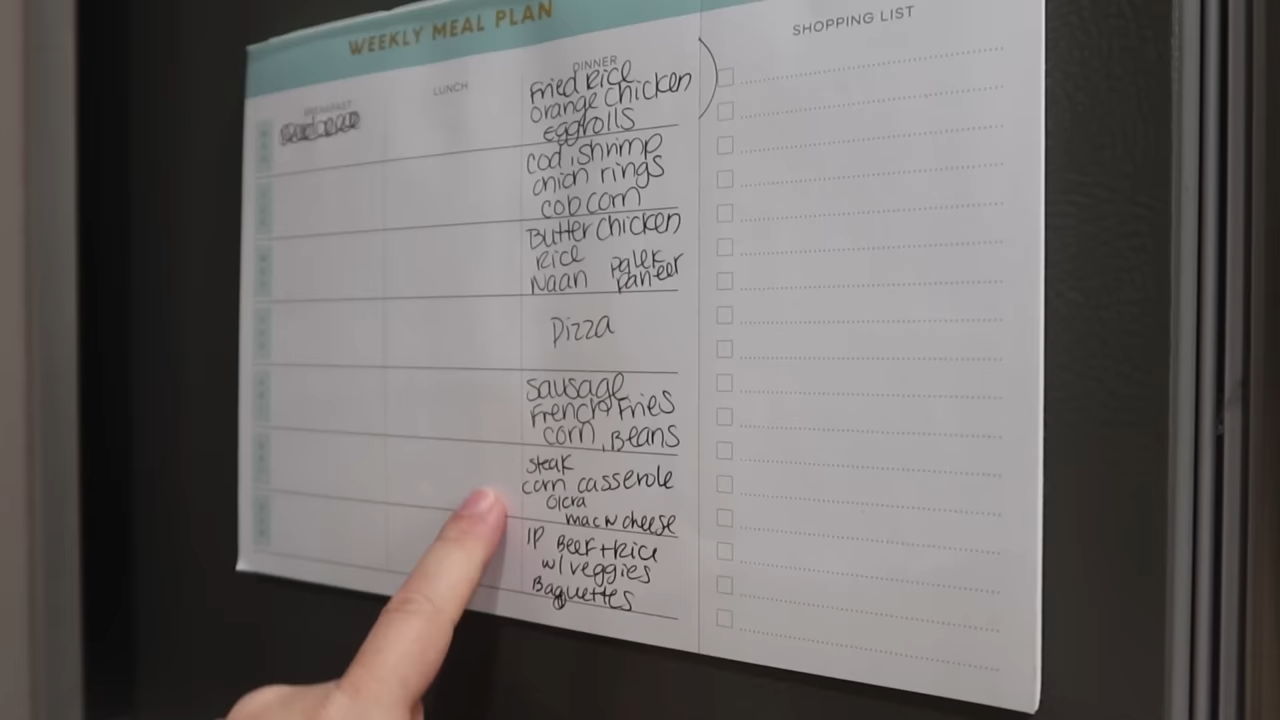 WEEKLY MEAL PLAN
SHOPPING LIST
BREAKFAST
LUNCH
DINNER
Fried Rice
orange chicken
eggrolls
cod, shrimp
onion rings
cob corn
Butter chicken
Rice
Naan Palek
paneer
Pizza
Sausage
French Fries
corn, Beans
Steak
corn casserole
Okra
mac N cheese
IP Beef + Rice
w/ veggies
Baguettes